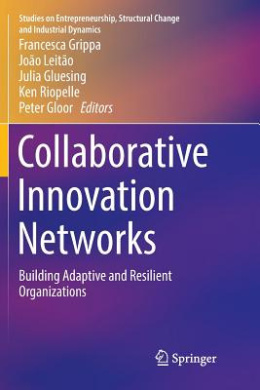 Studies on Entrepreneurship, Structural Change
and Industrial Dynamics
Francesca Grippa
João Leitão
Julia Gluesing
Ken Riopelle
Peter Gloor Editors
Collaborative
Innovation
Networks
Building Adaptive and Resilient
Organizations
Springer